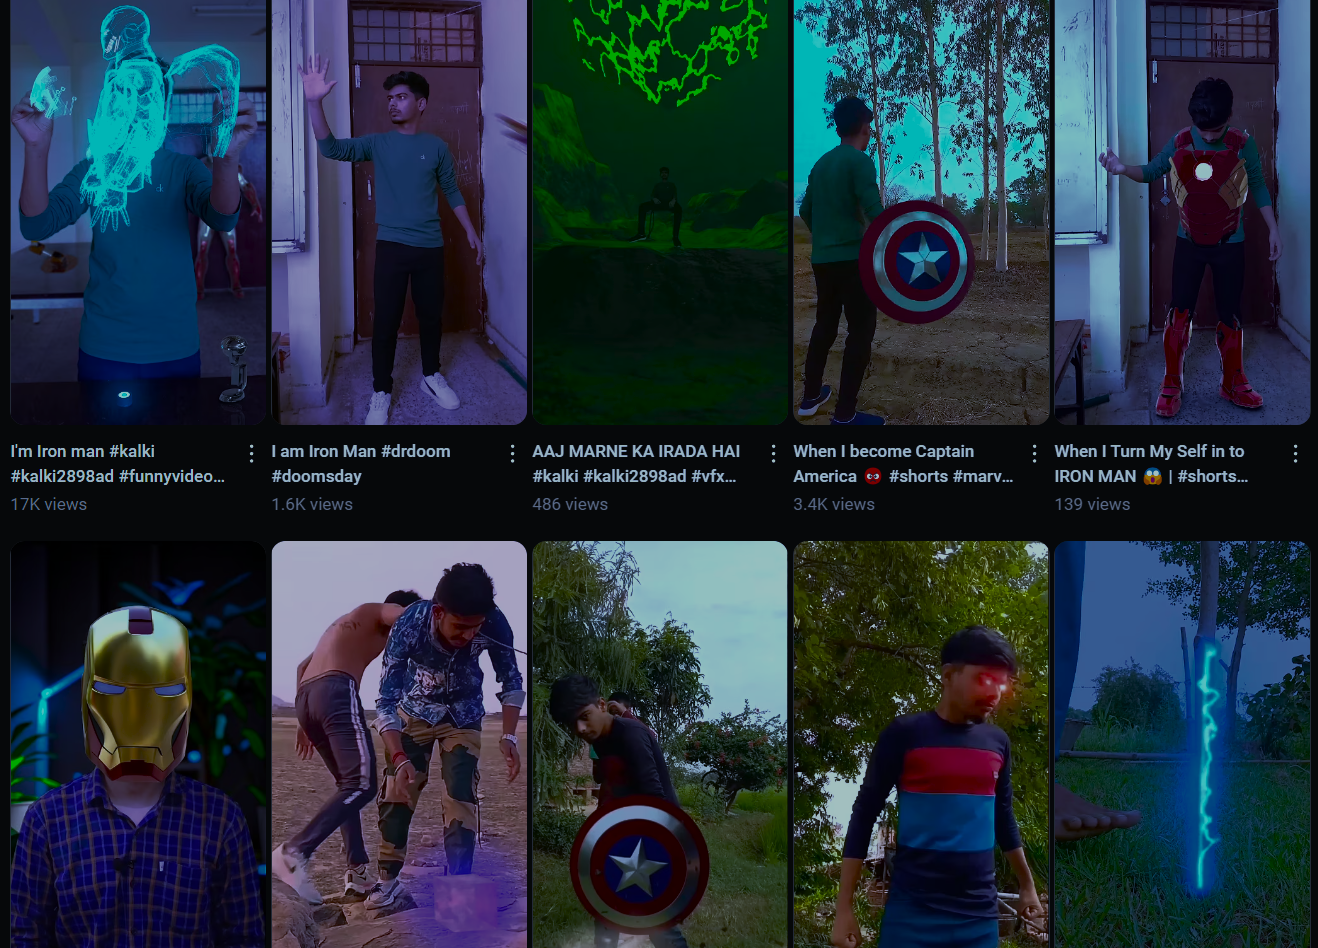 I'm Iron man #kalki
#kalki2898ad #funnyvideo...
17K views
I am Iron Man #drdoom
#doomsday
1.6K views
AAJ MARNE KA IRADA HAI
#kalki #kalki2898ad #vfx...
486 views
When I become Captain
America #shorts #marv...
3.4K views
When I Turn My Self in to
IRON MAN 😱 | #shorts...
139 views